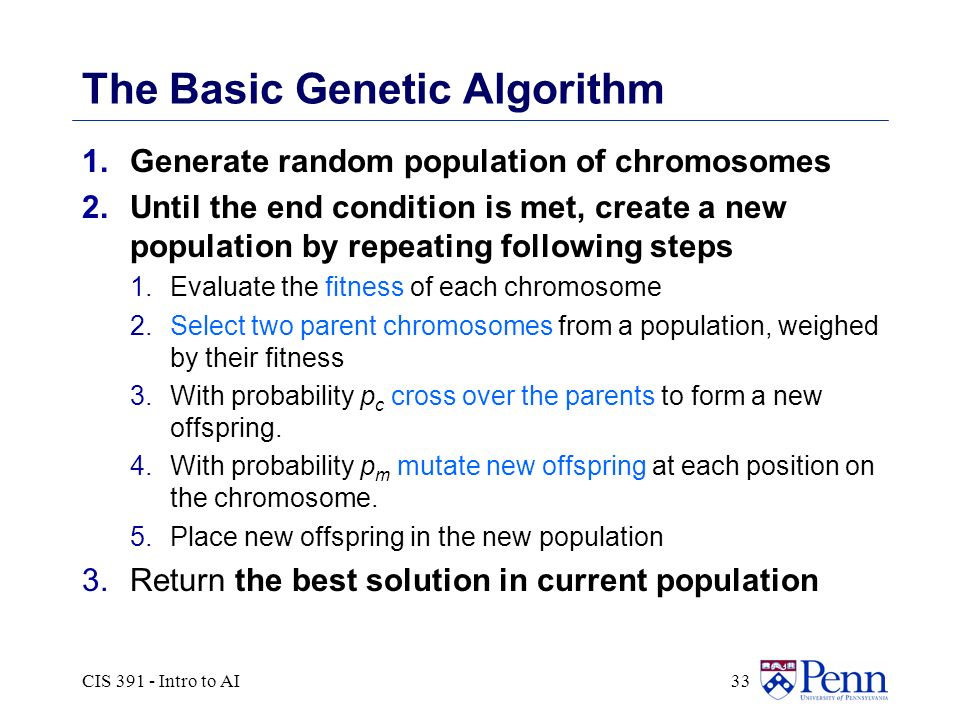 The Basic Genetic Algorithm
1. Generate random population of chromosomes
2. Until the end condition is met, create a new
population by repeating following steps
1. Evaluate the fitness of each chromosome
2. Select two parent chromosomes from a population, weighed
by their fitness
3. With probability pc cross over the parents to form a new
offspring.
4. With probability pm mutate new offspring at each position on
the chromosome.
5. Place new offspring in the new population
3. Return the best solution in current population
CIS 391 - Intro to AI
33
Penn
UNIVERSITY OF PENNSYLVANIA